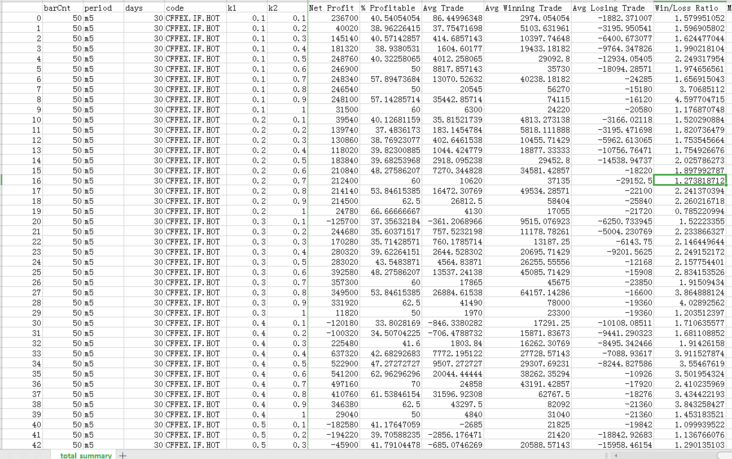 barCnt period days code k1 k2 Net Profit % Profitable Avg Trade Avg Winning Trade Avg Losing Trade Win/Loss Ratio M
0 50 m5 30 CFFEX.IF.HOT 0.1 0.1 236700 40.54054054 86.44996348 2974.054054 -1882.371007 1.579951052
1 50 m5 30 CFFEX.IF.HOT 0.1 0.2 40020 38.96226415 37.75471698 5103.631961 -3195.950541 1.596905802
2 50 m5 30 CFFEX.IF.HOT 0.1 0.3 145140 40.57142857 414.6857143 10397.74648 -6400.673077 1.624477044
3 50 m5 30 CFFEX.IF.HOT 0.1 0.4 181320 38.9380531 1604.60177 19433.18182 -9764.347826 1.990218104
4 50 m5 30 CFFEX.IF.HOT 0.1 0.5 248760 40.32258065 4012.258065 29092.8 -12934.05405 2.249317954
5 50 m5 30 CFFEX.IF.HOT 0.1 0.6 246900 50 8817.857143 35730 -18094.28571 1.974656561
6 50 m5 30 CFFEX.IF.HOT 0.1 0.7 248340 57.89473684 13070.52632 40238.18182 -24285 1.656915043
7 50 m5 30 CFFEX.IF.HOT 0.1 0.8 246540 50 20545 56270 -15180 3.70685112
8 50 m5 30 CFFEX.IF.HOT 0.1 0.9 248100 57.14285714 35442.85714 74115 -16120 4.597704715
9 50 m5 30 CFFEX.IF.HOT 0.1 1 31500 60 6300 24220 -20580 1.176870748
10 50 m5 30 CFFEX.IF.HOT 0.2 0.1 39540 40.12681159 35.81521739 4813.273138 -3166.02118 1.520290884
11 50 m5 30 CFFEX.IF.HOT 0.2 0.2 139740 37.4836173 183.1454784 5818.111888 -3195.471698 1.820736479
12 50 m5 30 CFFEX.IF.HOT 0.2 0.3 130860 38.76923077 402.6461538 10455.71429 -5962.613065 1.753545664
13 50 m5 30 CFFEX.IF.HOT 0.2 0.4 118020 39.82300885 1044.424779 18877.33333 -10756.76471 1.754926676
14 50 m5 30 CFFEX.IF.HOT 0.2 0.5 183840 39.68253968 2918.095238 29452.8 -14538.94737 2.025786273
15 50 m5 30 CFFEX.IF.HOT 0.2 0.6 210840 48.27586207 7270.344828 34581.42857 -18220 1.897992787
16 50 m5 30 CFFEX.IF.HOT 0.2 0.7 212400 60 10620 37135 -29152.5 1.273818712
17 50 m5 30 CFFEX.IF.HOT 0.2 0.8 214140 53.84615385 16472.30769 49534.28571 -22100 2.241370394
18 50 m5 30 CFFEX.IF.HOT 0.2 0.9 214500 62.5 26812.5 58404 -25840 2.260216718
19 50 m5 30 CFFEX.IF.HOT 0.2 1 24780 66.66666667 4130 17055 -21720 0.785220994
20 50 m5 30 CFFEX.IF.HOT 0.3 0.1 -125700 37.35632184 -361.2068966 9515.076923 -6250.733945 1.52223355
21 50 m5 30 CFFEX.IF.HOT 0.3 0.2 244680 35.60371517 757.5232198 11178.78261 -5004.230769 2.233866327
22 50 m5 30 CFFEX.IF.HOT 0.3 0.3 170280 35.71428571 760.1785714 13187.25 -6143.75 2.146449644
23 50 m5 30 CFFEX.IF.HOT 0.3 0.4 280320 39.62264151 2644.528302 20695.71429 -9201.5625 2.249152172
24 50 m5 30 CFFEX.IF.HOT 0.3 0.5 283020 43.5483871 4564.83871 26255.55556 -12168 2.157754401
25 50 m5 30 CFFEX.IF.HOT 0.3 0.6 392580 48.27586207 13537.24138 45085.71429 -15908 2.834153526
26 50 m5 30 CFFEX.IF.HOT 0.3 0.7 357300 60 17865 45675 -23850 1.91509434
27 50 m5 30 CFFEX.IF.HOT 0.3 0.8 349500 53.84615385 26884.61538 64157.14286 -16600 3.864888124
28 50 m5 30 CFFEX.IF.HOT 0.3 0.9 331920 62.5 41490 78000 -19360 4.02892562
29 50 m5 30 CFFEX.IF.HOT 0.3 1 11820 50 1970 23300 -19360 1.203512397
30 50 m5 30 CFFEX.IF.HOT 0.4 0.1 -120180 33.8028169 -846.3380282 17291.25 -10108.08511 1.710635577
31 50 m5 30 CFFEX.IF.HOT 0.4 0.2 -100320 34.50704225 -706.4788732 15871.83673 -9441.290323 1.681108852
32 50 m5 30 CFFEX.IF.HOT 0.4 0.3 225480 41.6 1803.84 16262.30769 -8495.342466 1.91426158
33 50 m5 30 CFFEX.IF.HOT 0.4 0.4 637320 42.68292683 7772.195122 27728.57143 -7088.93617 3.911527874
34 50 m5 30 CFFEX.IF.HOT 0.4 0.5 522900 47.27272727 9507.272727 29307.69231 -8244.827586 3.55467619
35 50 m5 30 CFFEX.IF.HOT 0.4 0.6 541200 62.96296296 20044.44444 38262.35294 -10926 3.501954324
36 50 m5 30 CFFEX.IF.HOT 0.4 0.7 497160 70 24858 43191.42857 -17920 2.410235969
37 50 m5 30 CFFEX.IF.HOT 0.4 0.8 410760 61.53846154 31596.92308 62767.5 -18276 3.434422193
38 50 m5 30 CFFEX.IF.HOT 0.4 0.9 346380 62.5 43297.5 82092 -21360 3.843258427
39 50 m5 30 CFFEX.IF.HOT 0.4 1 29040 50 4840 31040 -21360 1.453183521
40 50 m5 30 CFFEX.IF.HOT 0.5 0.1 -182580 41.17647059 -2685 21825 -19842 1.099939522
41 50 m5 30 CFFEX.IF.HOT 0.5 0.2 -194220 39.70588235 -2856.176471 21420 -18842.92683 1.136766076
42 50 m5 30 CFFEX.IF.HOT 0.5 0.3 -45900 41.79104478 -685.0746269 20588.57143 -15958.46154 1.290135103
total_summary